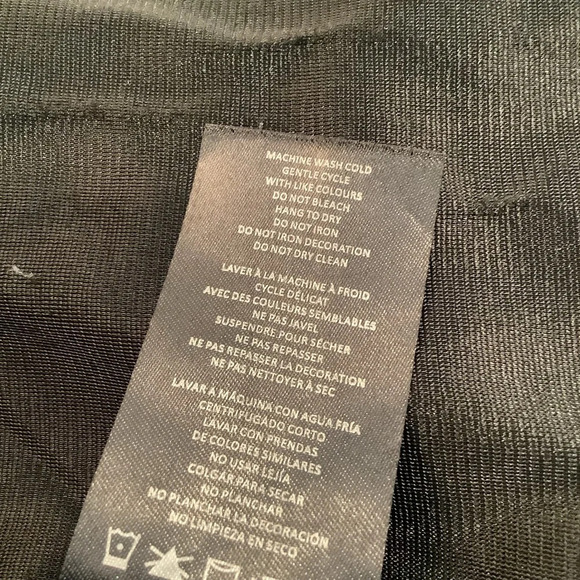 MACHINE WASH COLD
GENTLE CYCLE
WITH LIKE COLOURS
DO NOT BLEACH
HANG TO DRY
DO NOT IRON
DO NOT IRON DECORATION
DO NOT DRY CLEAN
LAVER À LA MACHINE À FROID
CYCLE DÉLICAT
AVEC DES COULEURS SEMBLABLES
NE PAS JAVEL
SUSPENDRE POUR SÉCHER
NE PAS REPASSER
NE PAS REPASSER LA DECORATION
NE PAS NETTOYER À SEC
LAVAR A MÁQUINA CON AGUA FRÍA
CENTRIFUGADO CORTO
LAVAR CON PRENDAS
DE COLORES SIMILARES
NO USAR LEJÍA
COLGAR PARA SECAR
NO PLANCHAR
NO PLANCHAR LA DECORACIÓN
NO LIMPIEZA EN SECO